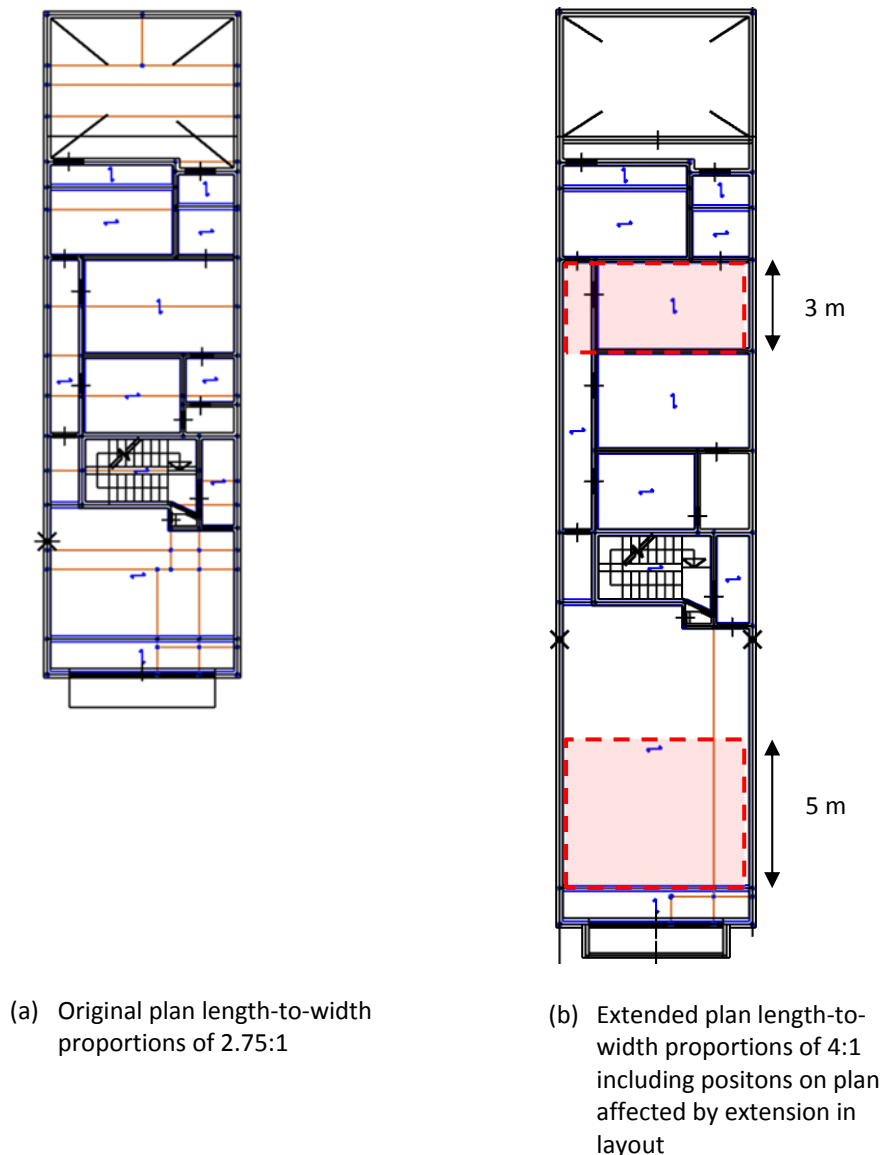 3 m
5 m
(a) Original plan length-to-width
proportions of 2.75:1
(b) Extended plan length-to-
width proportions of 4:1
including positons on plan
affected by extension in
layout